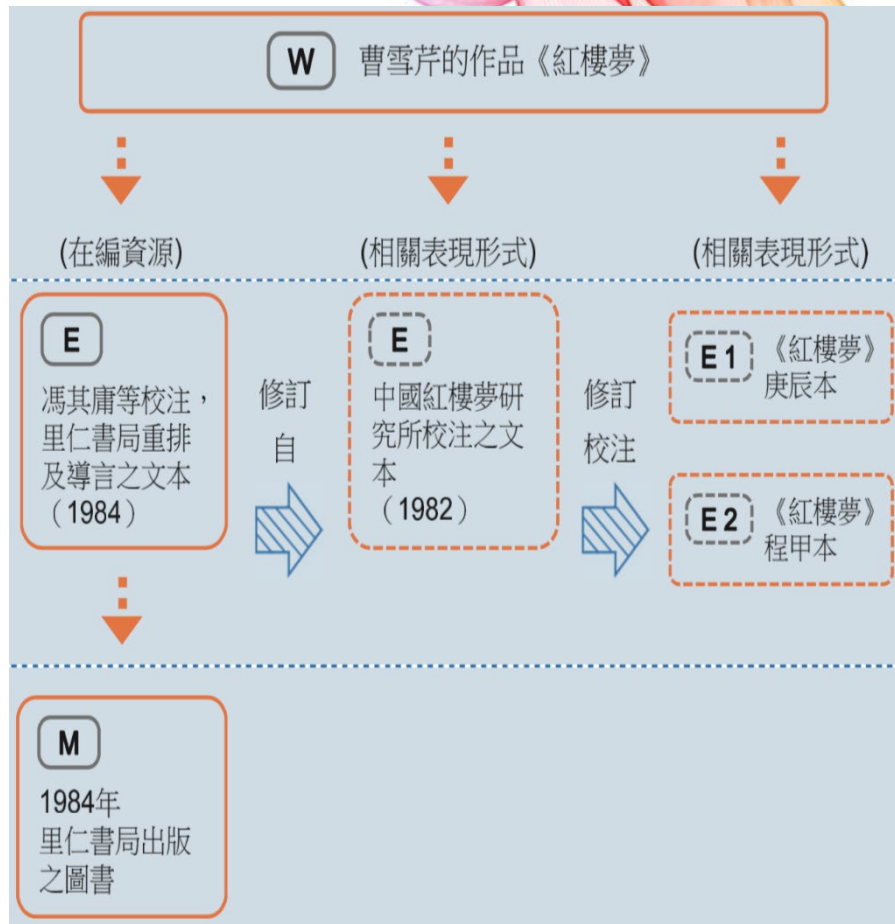 W 曹雪芹的作品《紅樓夢》
(在編資源)
(相關表現形式)
(相關表現形式)
E
馮其庸等校注，
里仁書局重排
及導言之文本
（1984）
修訂
自
E
中國紅樓夢研
究所校注之文
本
（1982）
修訂
校注
E1 《紅樓夢》
庚辰本
E2 《紅樓夢》
程甲本
M
1984年
里仁書局出版
之圖書